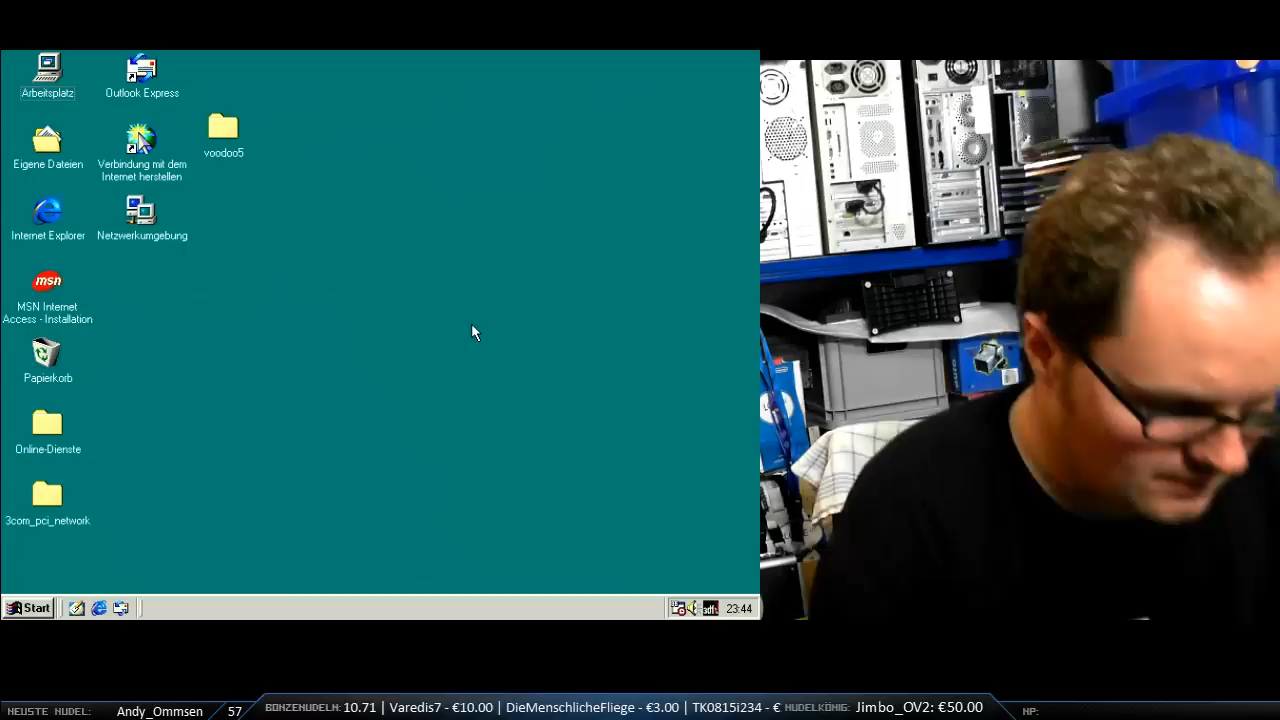 Arbeitsplatz
Outlook Express
Eigene Dateien
Verbindung mit dem
Internet herstellen
voodoo5
Internet Explorer
Netzwerkumgebung
msn
MSN Internet
Access - Installation
Papierkorb
Online-Dienste
3com_pci_network
Start
23:44
NEUSTE NUDEL: Andy_Ommsen 57
BONZENNUDELN: 10.71 | Varedis7 - €10.00 | DieMenschlicheFliege - €3.00 | TK0815i234 - €
NUDELKÖNIG: Jimbo_OV2: €50.00
HP: